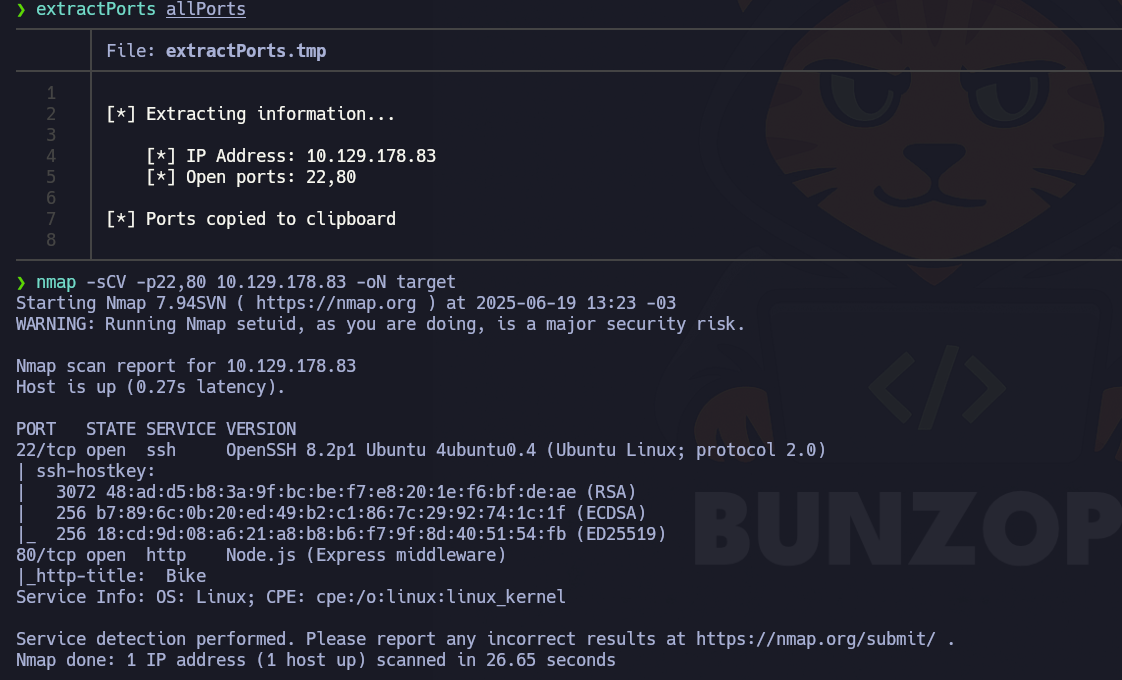 ❯ extractPorts allPorts
File: extractPorts.tmp
1
2 [*] Extracting information...
3
4 [*] IP Address: 10.129.178.83
5 [*] Open ports: 22,80
6
7 [*] Ports copied to clipboard
8
❯ nmap -sCV -p22,80 10.129.178.83 -oN target
Starting Nmap 7.94SVN ( https://nmap.org ) at 2025-06-19 13:23 -03
WARNING: Running Nmap setuid, as you are doing, is a major security risk.
Nmap scan report for 10.129.178.83
Host is up (0.27s latency).
PORT   STATE SERVICE VERSION
22/tcp open  ssh     OpenSSH 8.2p1 Ubuntu 4ubuntu0.4 (Ubuntu Linux; protocol 2.0)
| ssh-hostkey:
|   3072 48:ad:d5:b8:3a:9f:bc:be:f7:e8:20:1e:f6:bf:de:ae (RSA)
|   256 b7:89:6c:0b:20:ed:49:b2:c1:86:7c:29:92:74:1c:1f (ECDSA)
|_  256 18:cd:9d:08:a6:21:a8:b8:b6:f7:9f:8d:40:51:54:fb (ED25519)
80/tcp open  http    Node.js (Express middleware)
|_http-title:  Bike
Service Info: OS: Linux; CPE: cpe:/o:linux:linux_kernel
Service detection performed. Please report any incorrect results at https://nmap.org/submit/ .
Nmap done: 1 IP address (1 host up) scanned in 26.65 seconds
</>
BUNZOP